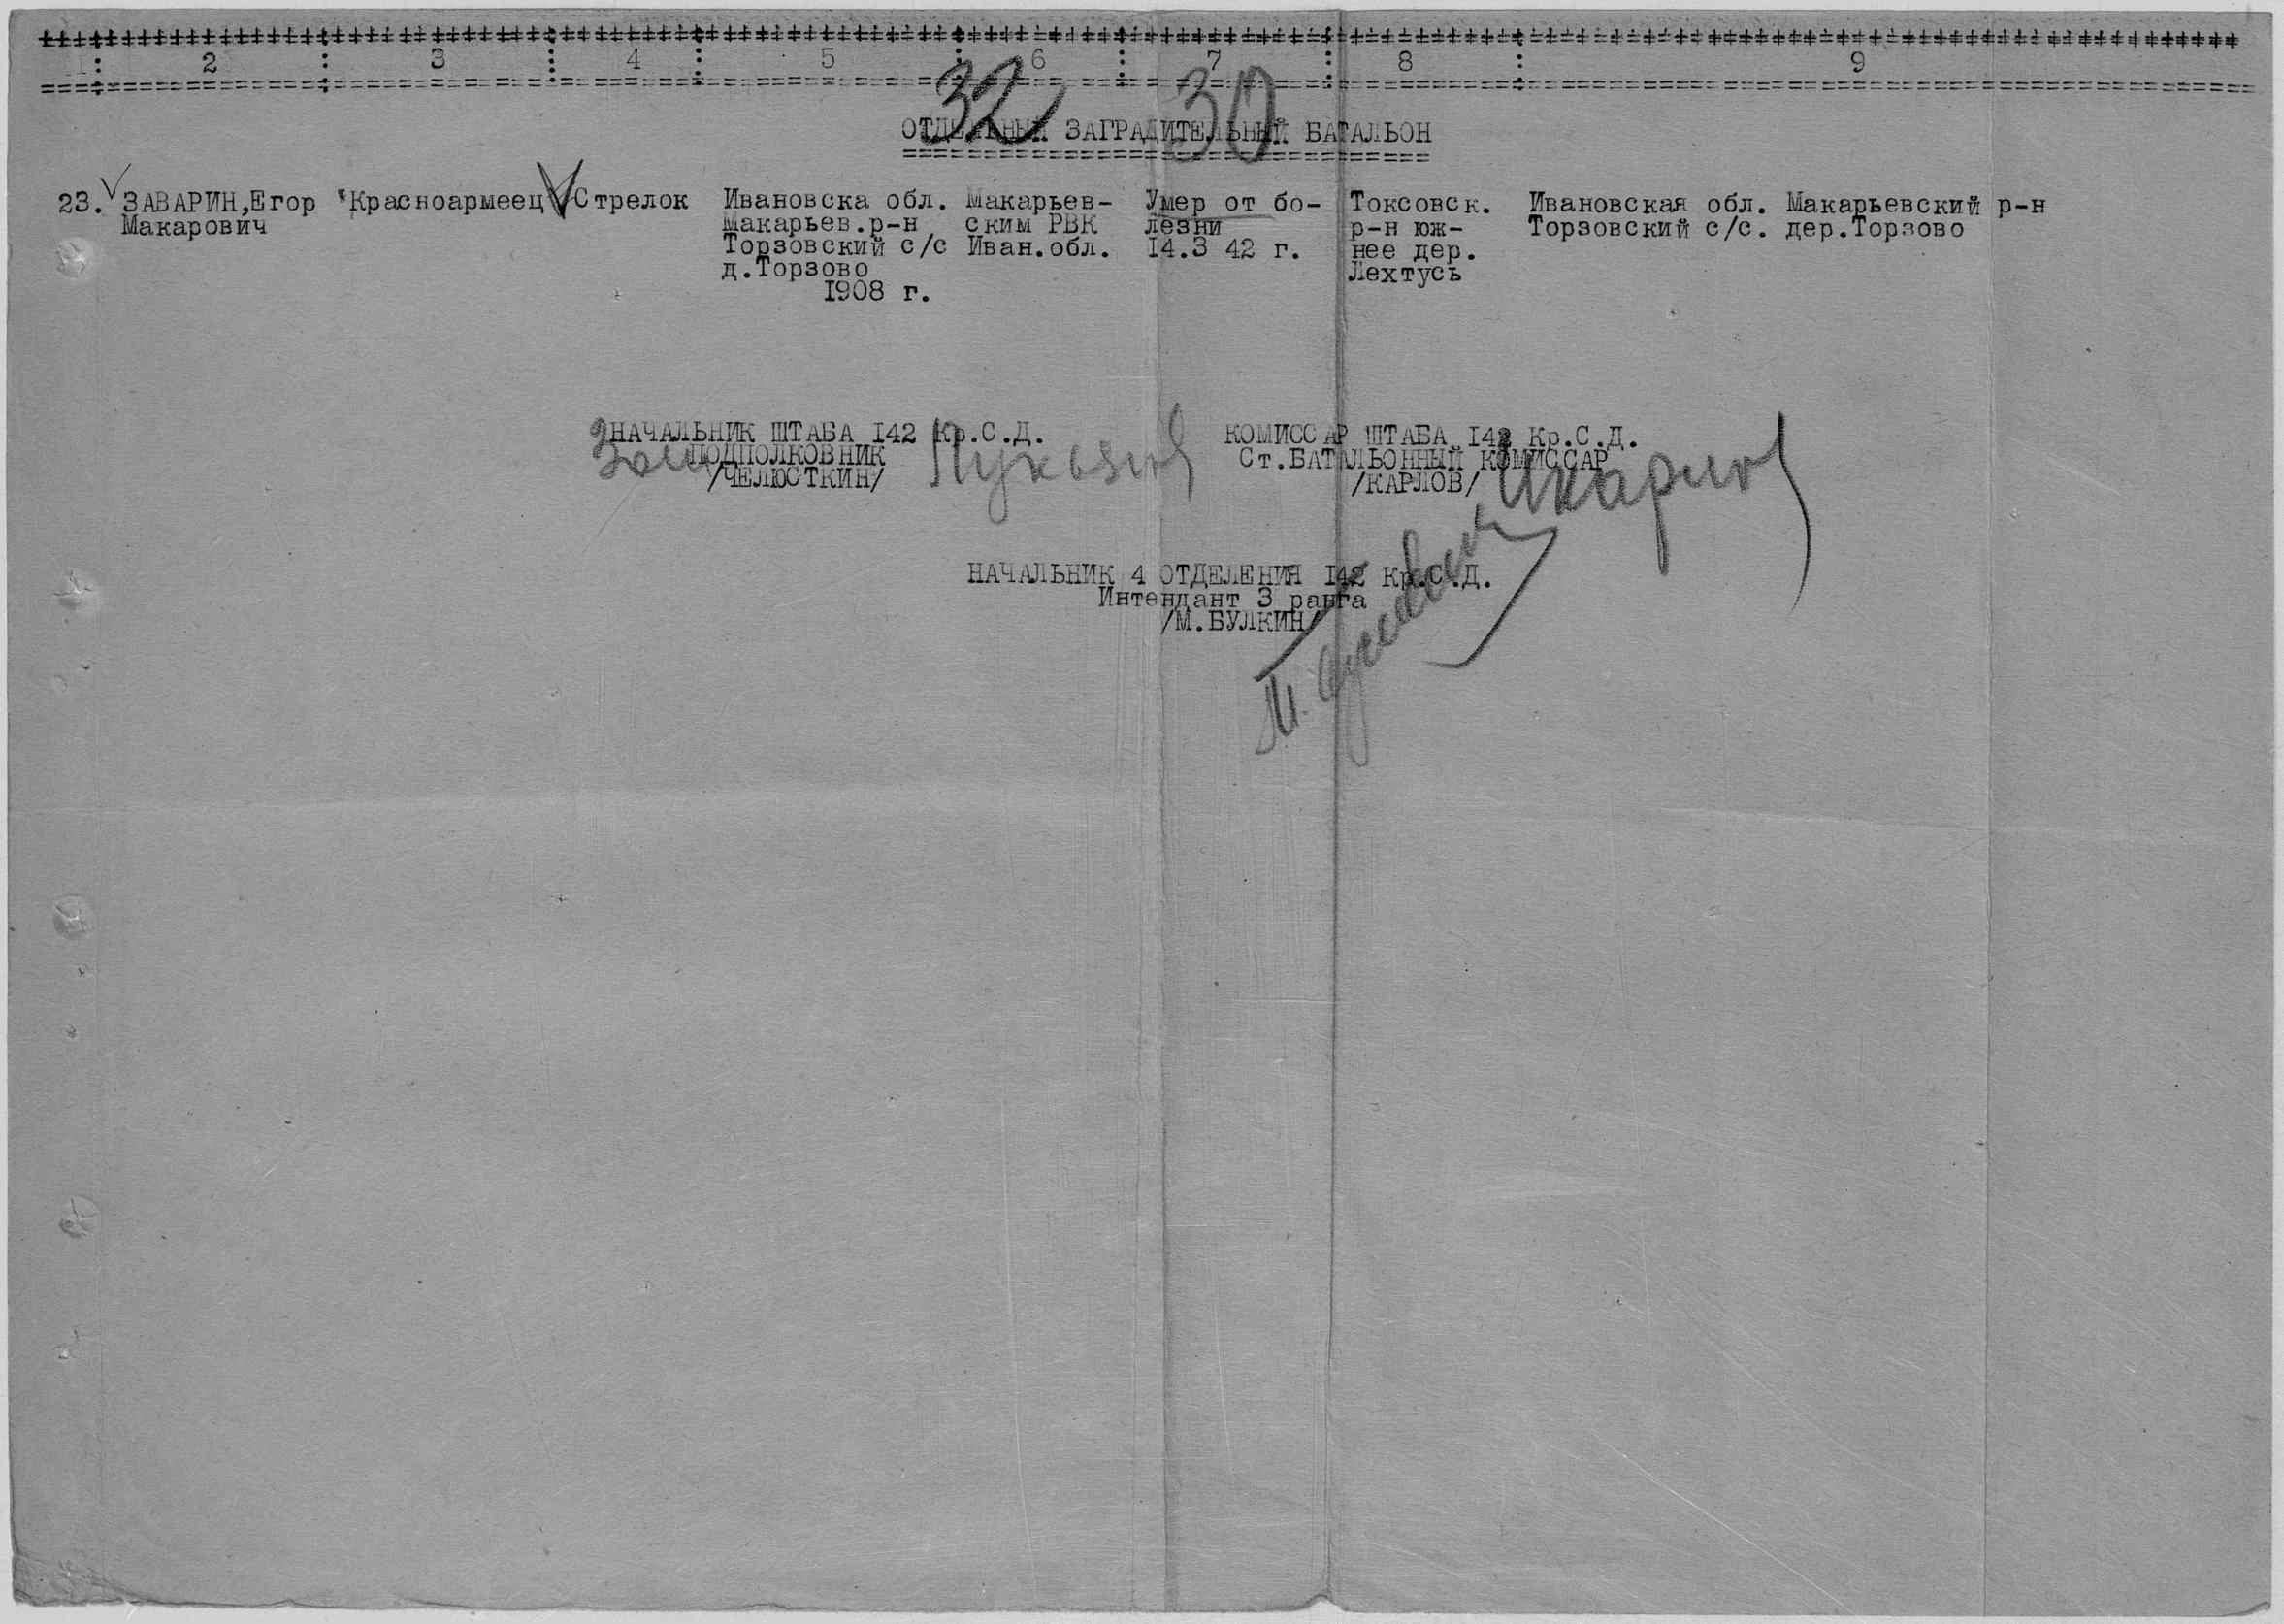 1 2 3 4 5 6 7 8 9
32 30
ОТДЕЛЬНЫЙ ЗАГРАДИТЕЛЬНЫЙ БАТАЛЬОН
23. ЗАВАРИН,Егор Красноармеец Стрелок Ивановска обл. Макарьев- Умер от бо- Токсовск. Ивановская обл. Макарьевский р-н
Макарович Макарьев.р-н ским РВК лезни р-н юж- Торзовский с/с. дер.Торзово
Торзовский с/с Иван.обл. 14.3 42 г. нее дер.
д.Торзово Лехтусь
1908 г.
НАЧАЛЬНИК ШТАБА 142 Кр.С.Д. КОМИССАР ШТАБА 142 Кр.С.Д.
Зам ПОДПОЛКОВНИК Ст.БАТАЛЬОННЫЙ КОМИССАР
/ЧЕЛЮСТКИН/ /КАРЛОВ/
НАЧАЛЬНИК 4 ОТДЕЛЕНИЯ 142 Кр.С.Д.
Интендант 3 ранга
/М.БУЛКИН/